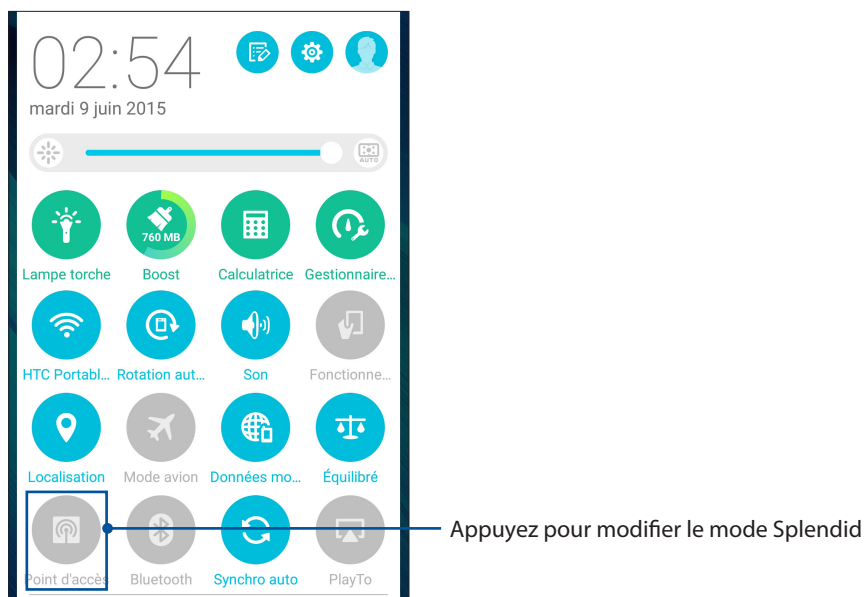 02:54
mardi 9 juin 2015
AUTO
760 MB
Lampe torche Boost Calculatrice Gestionnaire...
HTC Portabl... Rotation aut... Son Fonctionne...
Localisation Mode avion Données mo... Équilibré
Point d'accès Bluetooth Synchro auto PlayTo
Appuyez pour modifier le mode Splendid